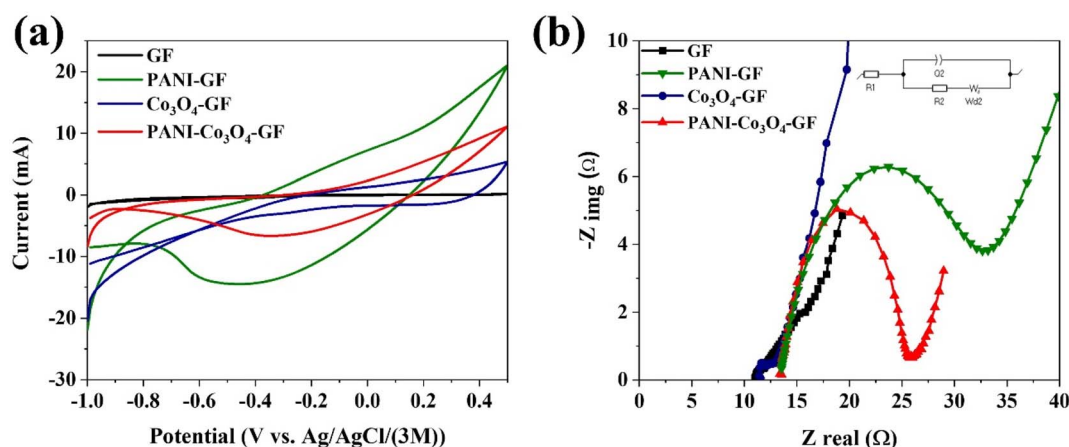 (a)
GF
PANI-GF
Co₃O₄-GF
PANI-Co₃O₄-GF
Current (mA)
20
10
0
-10
-20
-30
-1.0 -0.8 -0.6 -0.4 -0.2 0.0 0.2 0.4
Potential (V vs. Ag/AgCl/(3M)
(b)
GF
PANI-GF
Co₃O₄-GF
PANI-Co₃O₄-GF
R1
Q2
R2
Wd2
-Z img (Ω)
10
8
6
4
2
0
0 5 10 15 20 25 30 35 40
Z real (Ω)